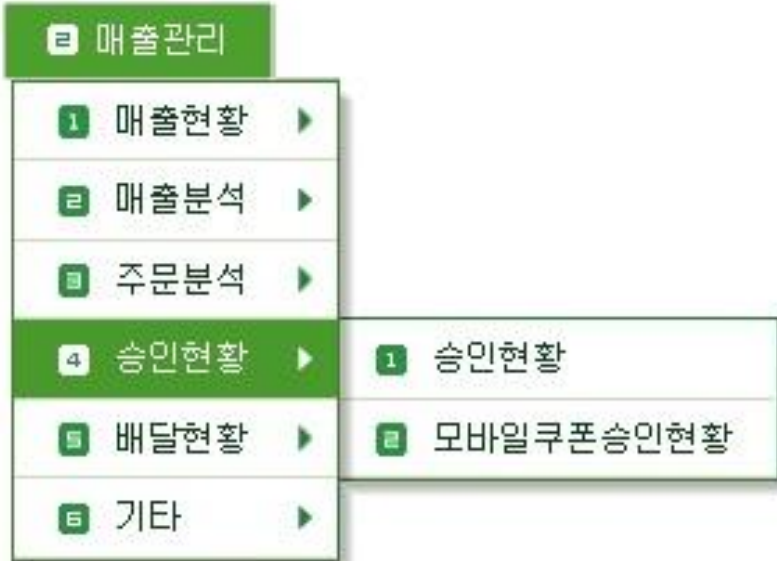 2 매출관리
1 매출현황
2 매출분석
3 주문분석
4 승인현황
1 승인현황
2 모바일쿠폰승인현황
5 배달현황
6 기타